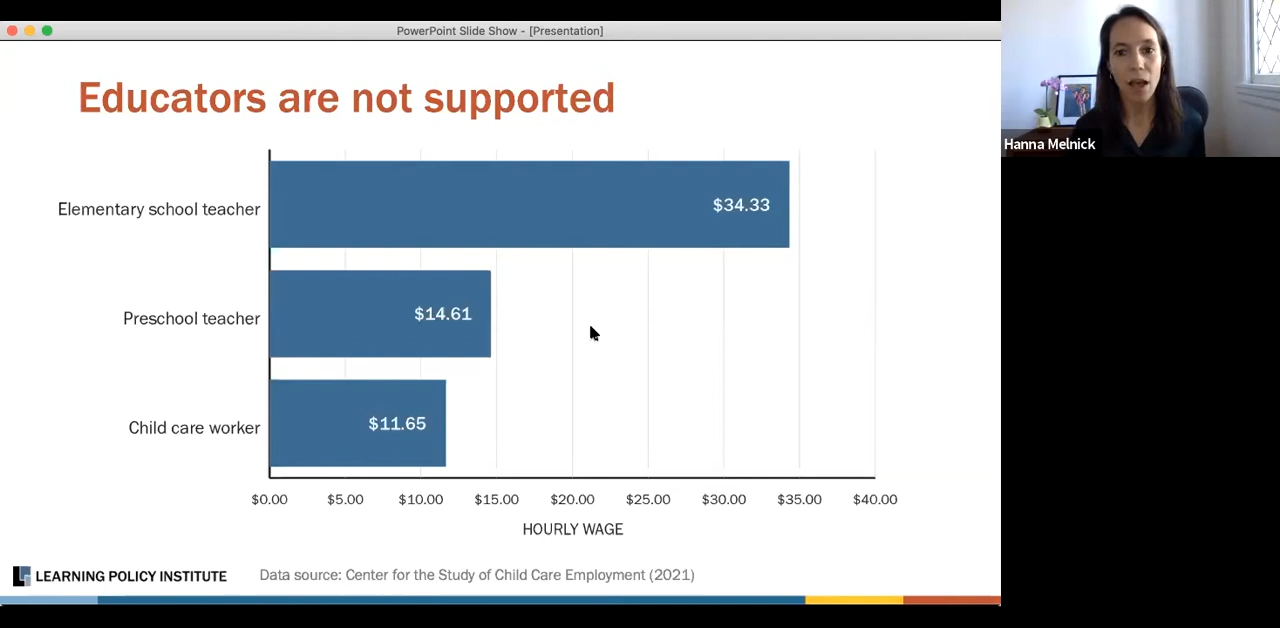 PowerPoint Slide Show - [Presentation]
Educators are not supported
Elementary school teacher
$34.33
Preschool teacher
$14.61
Child care worker
$11.65
$0.00 $5.00 $10.00 $15.00 $20.00 $25.00 $30.00 $35.00 $40.00
HOURLY WAGE
LEARNING POLICY INSTITUTE
Data source: Center for the Study of Child Care Employment (2021)
Hanna Melnick